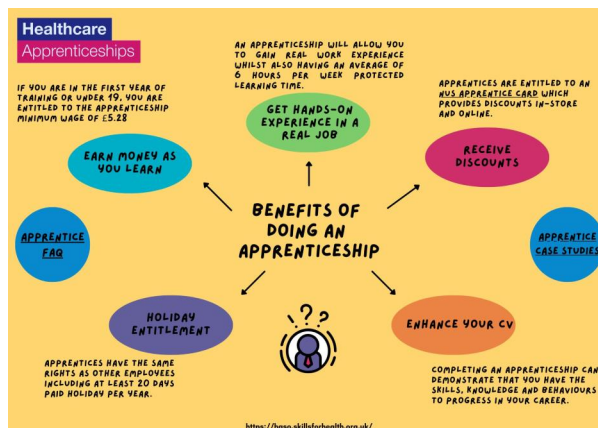 Healthcare
Apprenticeships
AN APPRENTICESHIP WILL ALLOW YOU
TO GAIN REAL WORK EXPERIENCE
WHILST ALSO HAVING AN AVERAGE OF
6 HOURS PER WEEK PROTECTED
LEARNING TIME.
IF YOU ARE IN THE FIRST YEAR OF
TRAINING OR UNDER 19, YOU ARE
ENTITLED TO THE APPRENTICESHIP
MINIMUM WAGE OF £5.28
APPRENTICES ARE ENTITLED TO AN
NUS APPRENTICE CARD WHICH
PROVIDES DISCOUNTS IN-STORE
AND ONLINE.
GET HANDS-ON
EXPERIENCE IN A
REAL JOB
EARN MONEY AS
YOU LEARN
RECEIVE
DISCOUNTS
BENEFITS OF
DOING AN
APPRENTICESHIP
APPRENTICE
FAQ
APPRENTICE
CASE STUDIES
HOLIDAY
ENTITLEMENT
ENHANCE YOUR CV
???
APPRENTICES HAVE THE SAME
RIGHTS AS OTHER EMPLOYEES
INCLUDING AT LEAST 20 DAYS
PAID HOLIDAY PER YEAR.
COMPLETING AN APPRENTICESHIP CAN
DEMONSTRATE THAT YOU HAVE THE
SKILLS, KNOWLEDGE AND BEHAVIOURS
TO PROGRESS IN YOUR CAREER.